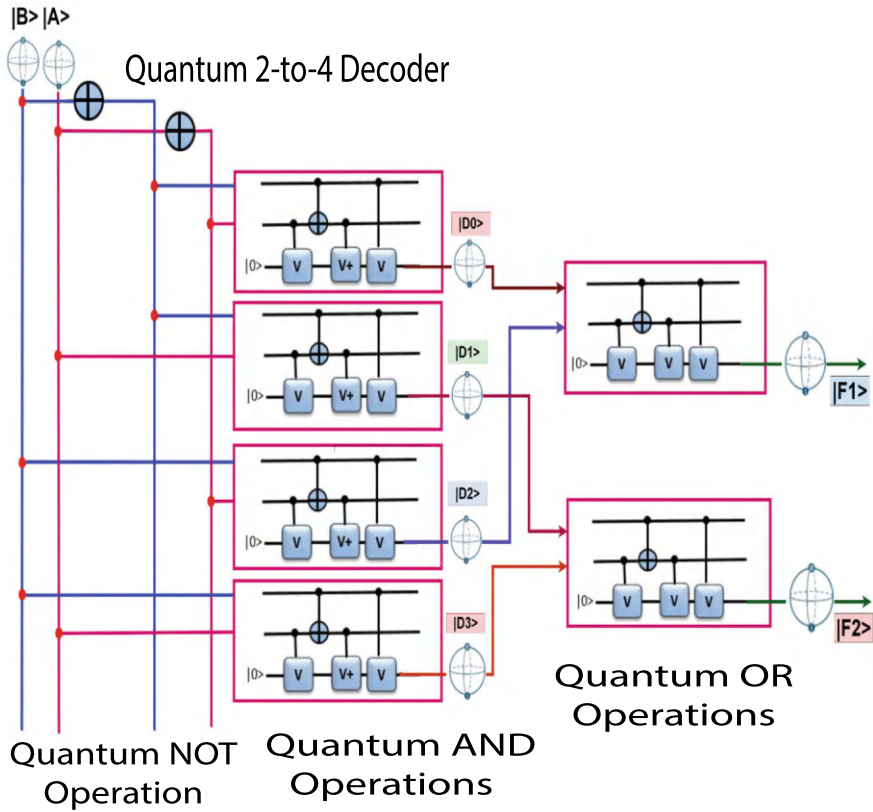 |B> |A>
Quantum 2-to-4 Decoder
|D0>
|0> V V+ V
|0> V V V
|F1>
|D1>
|0> V V+ V
|D2>
|0> V V+ V
|0> V V V
|F2>
|D3>
|0> V V+ V
Quantum NOT
Operation
Quantum AND
Operations
Quantum OR
Operations